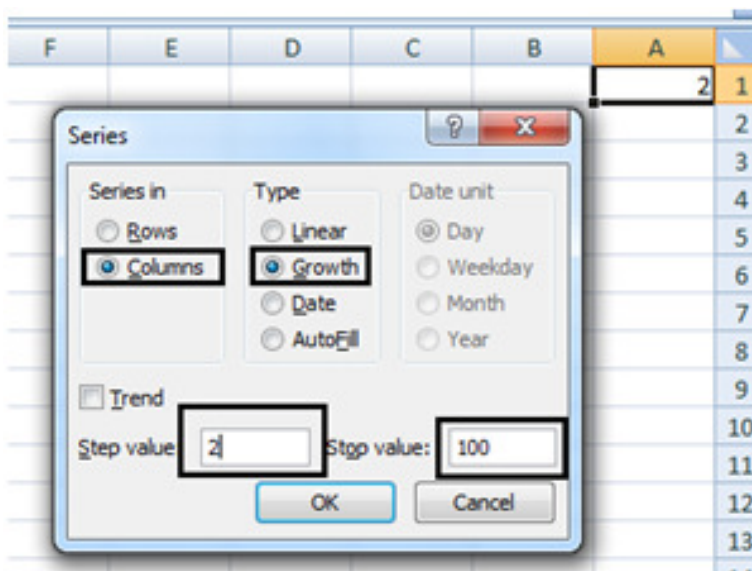 F E D C B A
2 1
2
3
4
5
6
7
8
9
10
11
12
13
Series
Series in
Rows
Columns
Type
Linear
Growth
Date
AutoFill
Date unit
Day
Weekday
Month
Year
Trend
Step value 2
Stop value: 100
OK Cancel